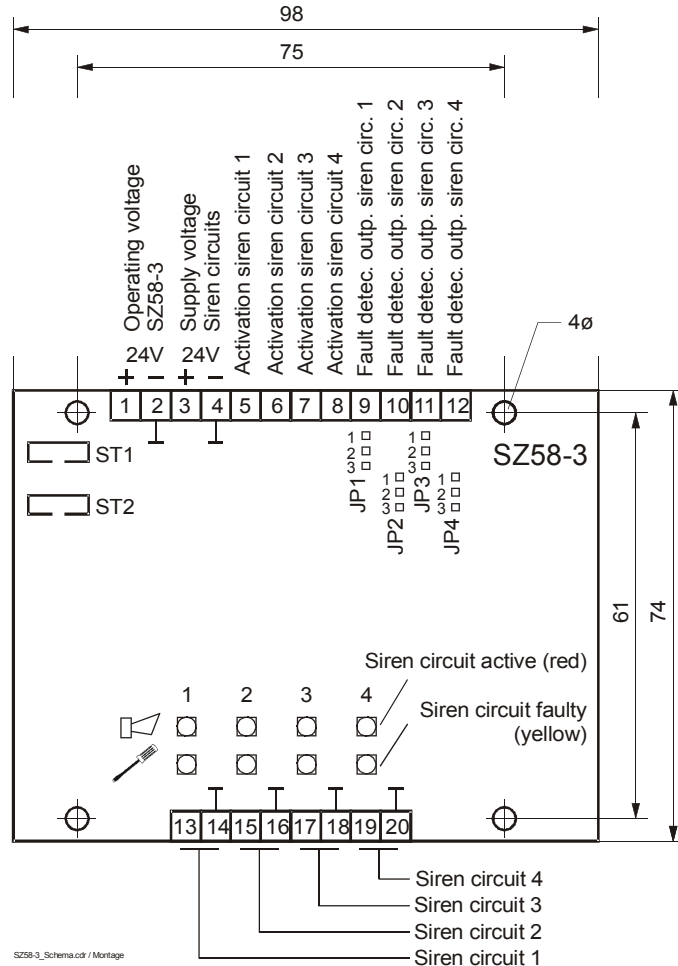 98
75
Operating voltage
SZ58-3
Supply voltage
Siren circuits
Activation siren circuit 1
Activation siren circuit 2
Activation siren circuit 3
Activation siren circuit 4
Fault detec. outp. siren circ. 1
Fault detec. outp. siren circ. 2
Fault detec. outp. siren circ. 3
Fault detec. outp. siren circ. 4
24V 24V
+ − + −
4ø
1 2 3 4 5 6 7 8 9 10 11 12
ST1
ST2
1
2
3
JP1
1
2
3
JP2
1
2
3
JP3
1
2
3
JP4
SZ58-3
61
74
Siren circuit active (red)
1 2 3 4
Siren circuit faulty
(yellow)
13 14 15 16 17 18 19 20
Siren circuit 4
Siren circuit 3
Siren circuit 2
Siren circuit 1
SZ58-3_Schema.cdr / Montage